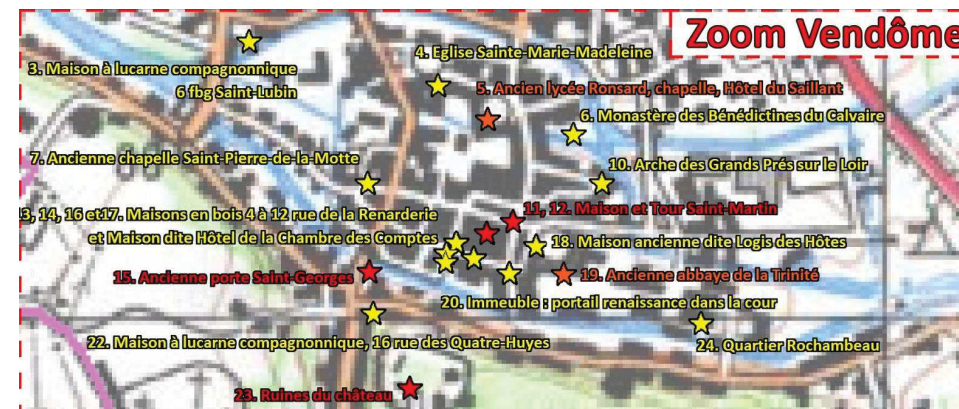 Zoom Vendôme
3. Maison à lucarne compagnonnique
6 fbg Saint-Lubin
4. Eglise Sainte-Marie-Madeleine
5. Ancien lycée Ronsard, chapelle, Hôtel du Saillant
6. Monastère des Bénédictines du Calvaire
7. Ancienne chapelle Saint-Pierre-de-la-Motte
10. Arche des Grands Prés sur le Loir
11, 12. Maison et Tour Saint-Martin
13, 14, 16 et17. Maisons en bois 4 à 12 rue de la Renarderie
et Maison dite Hôtel de la Chambre des Comptes
18. Maison ancienne dite Logis des Hôtes
15. Ancienne porte Saint-Georges
19. Ancienne abbaye de la Trinité
20. Immeuble : portail renaissance dans la cour
22. Maison à lucarne compagnonnique, 16 rue des Quatre-Huyes
24. Quartier Rochambeau
23. Ruines du château